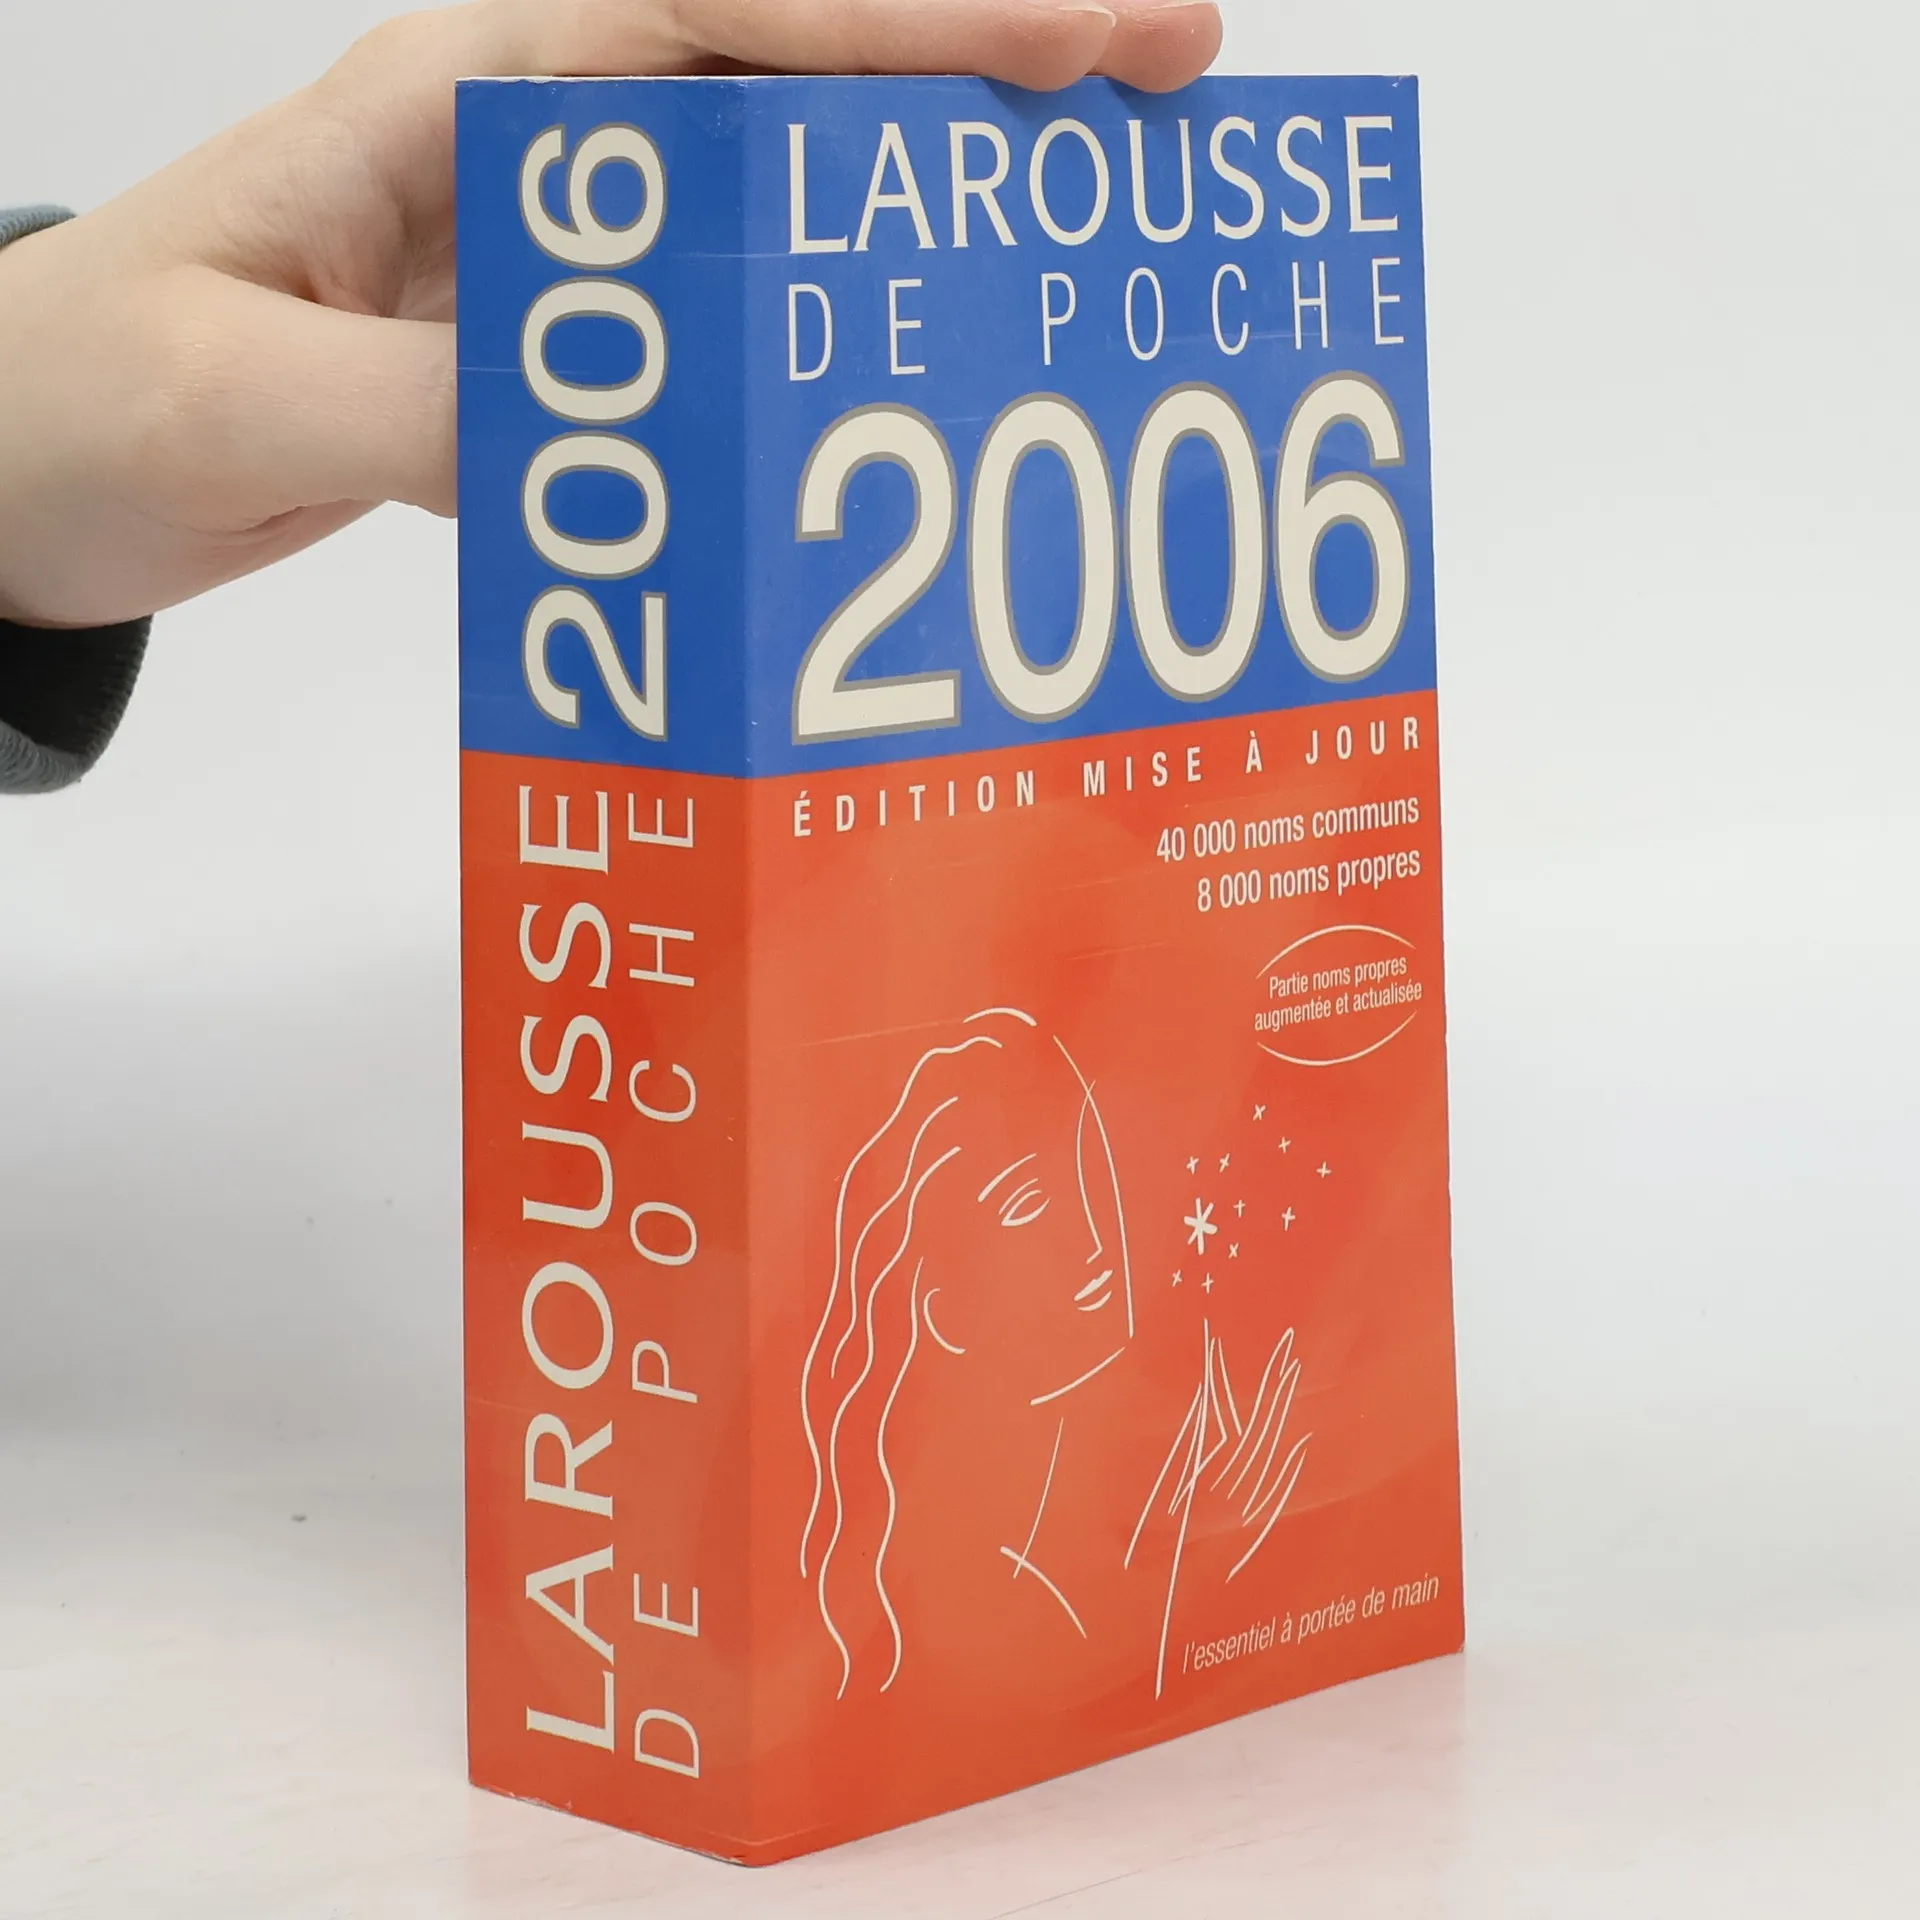 LAROUSSE
DE POCHE
2006
ÉDITION MISE À JOUR
40 000 noms communs
8 000 noms propres
Partie noms propres
augmentée et actualisée
l'essentiel à portée de main
LAROUSSE 2006
DE POCHE